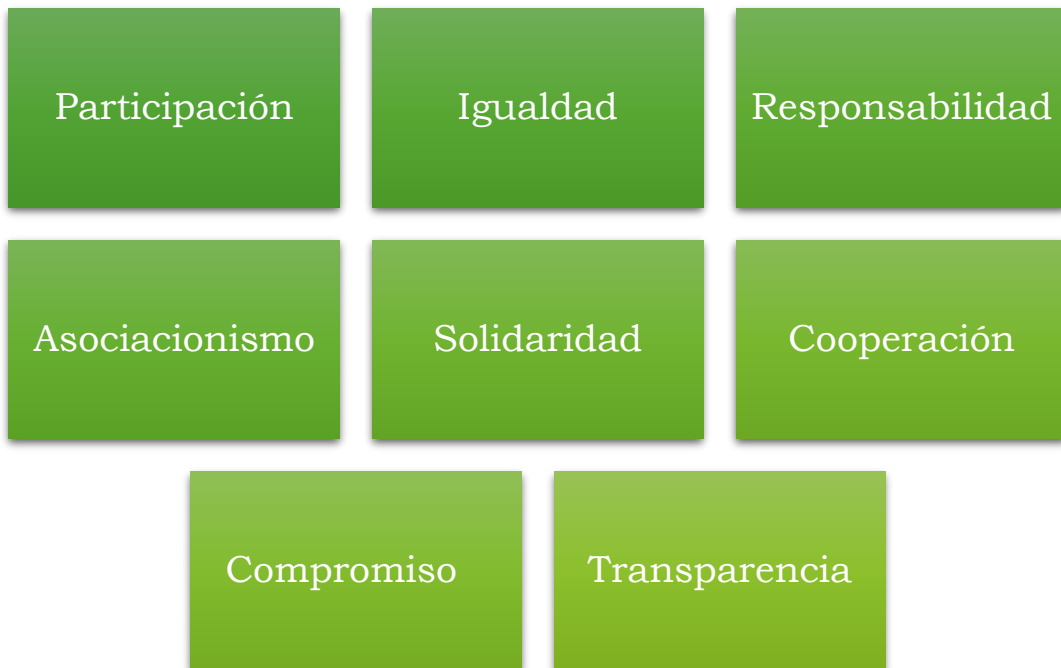 Participación
Igualdad
Responsabilidad
Asociacionismo
Solidaridad
Cooperación
Compromiso
Transparencia